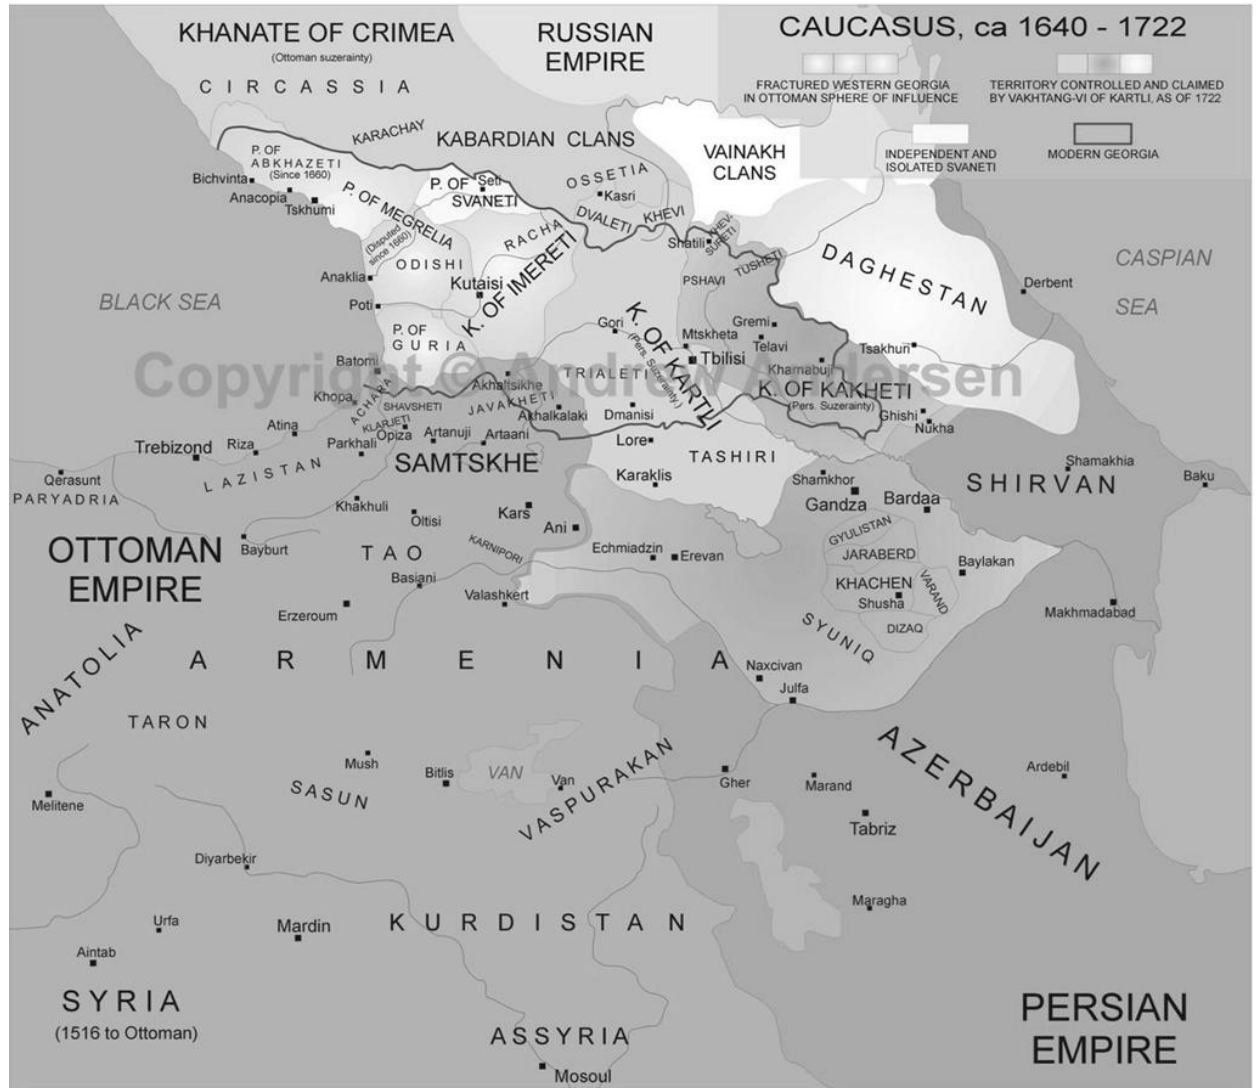 KHANATE OF CRIMEA
(Ottoman suzerainty)
CIRCASSIA
RUSSIAN
EMPIRE
CAUCASUS, ca 1640 - 1722
FRACTURED WESTERN GEORGIA
IN OTTOMAN SPHERE OF INFLUENCE
TERRITORY CONTROLLED AND CLAIMED
BY VAKHTANG-VI OF KARTLI, AS OF 1722
INDEPENDENT AND
ISOLATED SVANETI
MODERN GEORGIA
KARACHAY
KABARDIAN CLANS
VAINAKH
CLANS
P. OF
ABKHAZETI
(Since 1660)
Bichvinta
Anacopia
Tskhumi
P. OF MEGRELIA
(Disputed
since 1660)
P. OF
SVANETI
Seti
OSSETIA
Kasri
DVALETI
KHEVI
KHEV-
SURETI
Shatili
RACHA
ODISHI
Anaklia
Kutaisi
K. OF IMERETI
Poti
PSHAVI
TUSHETI
DAGHESTAN
CASPIAN
SEA
Derbent
BLACK SEA
P. OF
GURIA
Gori
K. OF KARTLI
(Pers. Suzerainty.)
Mtskheta
Tbilisi
Gremi
Telavi
Tsakhuri
Khamabuj
Copyright © Andrew Andersen
Batomi
TRIALETI
Akhaltsikhe
K. OF KAKHETI
(Pers. Suzerainty)
Khopa
ACHARA
SHAVSHETI
KLARJETI
JAVAKHETI
Akhalkalaki
Dmanisi
Ghishi
Nukha
Atina
Trebizond
Riza
Parkhali
Opiza
Artanuji
Artaani
Lore
TASHIRI
LAZISTAN
SAMTSKHE
Karaklis
Shamkhor
Gandza
Bardaa
SHIRVAN
Shamakhia
Baku
Qerasunt
PARYADRIA
Khakhuli
Oltisi
Kars
Ani
GYULISTAN
JARABERD
OTTOMAN
EMPIRE
Bayburt
TAO
KARNIPORI
Echmiadzin
Erevan
KHACHEN
Shusha
VARAND
Baylakan
Basiani
Valashkert
Erzeroum
DIZAQ
SYUNIQ
Makhmadabad
ANATOLIA
ARMENIA
Naxcivan
Julfa
TARON
Mush
Bitlis
VAN
Van
VASPURAKAN
Gher
Marand
AZERBAIJAN
Ardebil
Melitene
SASUN
Tabriz
Diyarbekir
Maragha
Urfa
Mardin
KURDISTAN
Aintab
SYRIA
(1516 to Ottoman)
ASSYRIA
Mosoul
PERSIAN
EMPIRE